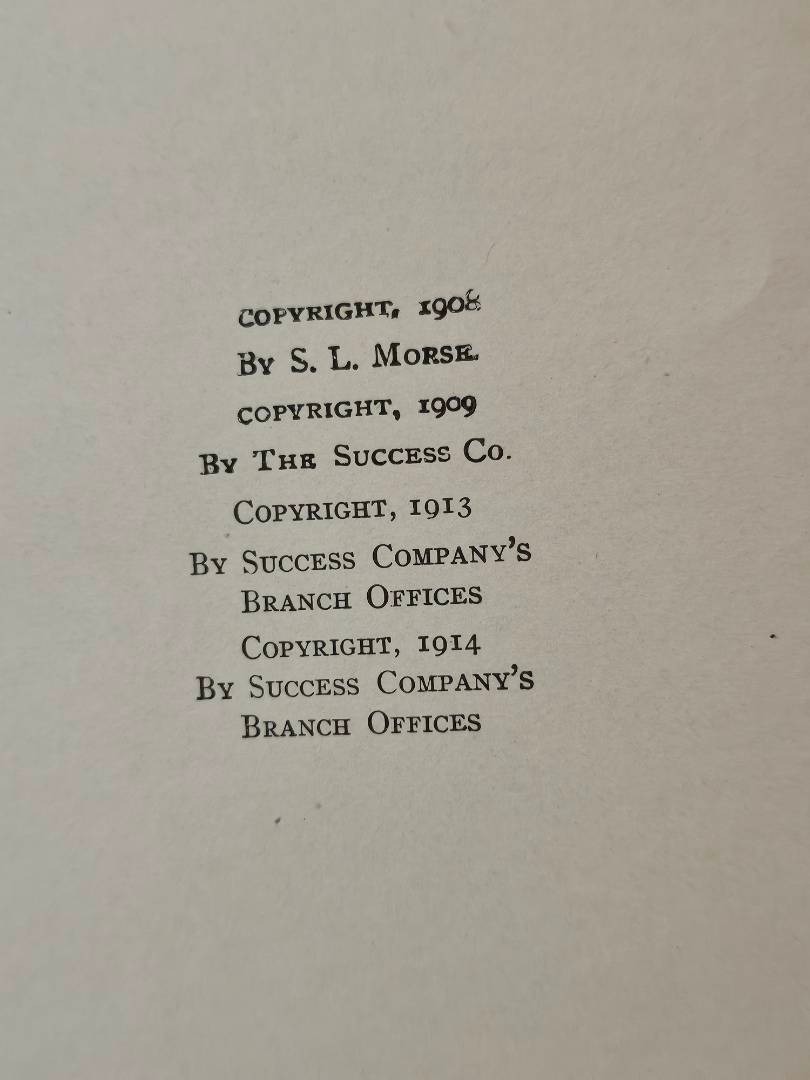 COPYRIGHT, 1908
BY S. L. MORSE.
COPYRIGHT, 1909
BY THE SUCCESS CO.
COPYRIGHT, 1913
BY SUCCESS COMPANY'S
BRANCH OFFICES
COPYRIGHT, 1914
BY SUCCESS COMPANY'S
BRANCH OFFICES